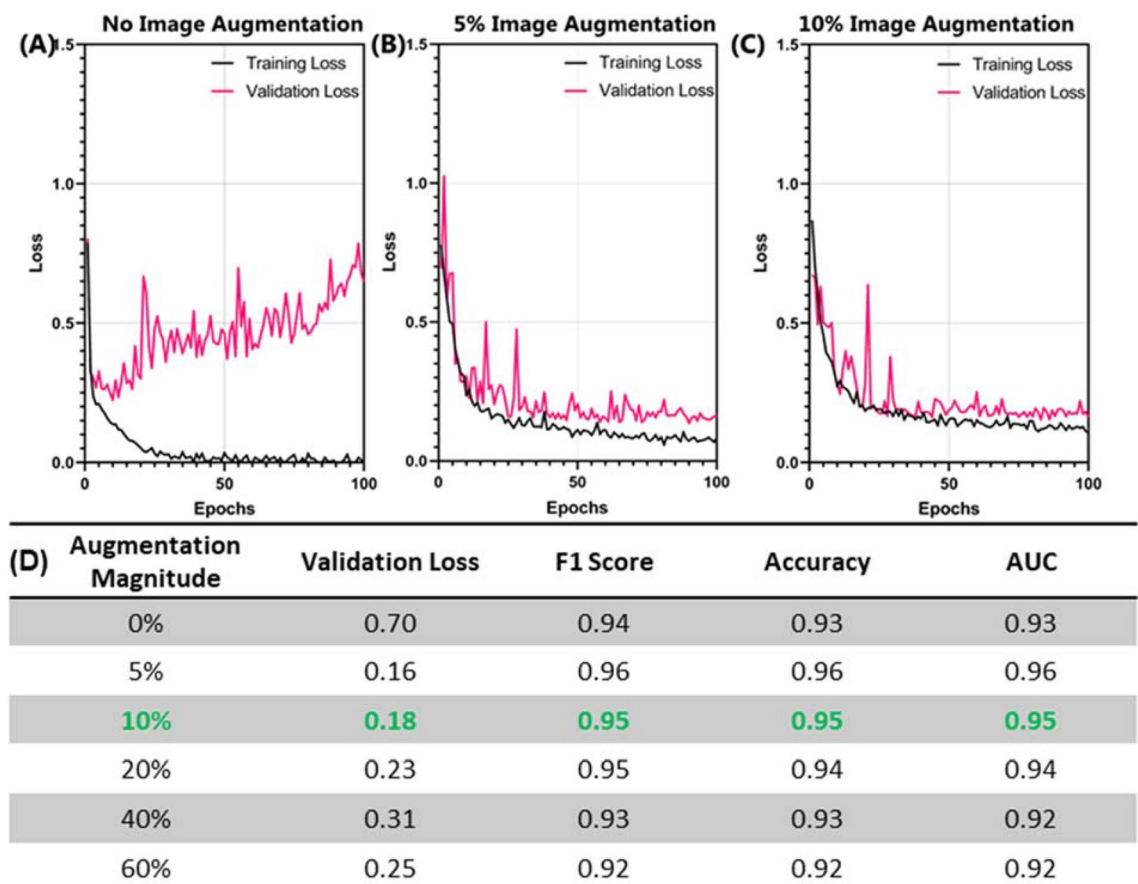 No Image Augmentation
(A)
1.5
1.0
0.5
0.0
Loss
Training Loss
Validation Loss
0 50 100
Epochs
5% Image Augmentation
(B)
1.5
1.0
0.5
0.0
Loss
Training Loss
Validation Loss
0 50 100
Epochs
10% Image Augmentation
(C)
1.5
1.0
0.5
0.0
Loss
Training Loss
Validation Loss
0 50 100
Epochs
(D) Augmentation Magnitude Validation Loss F1 Score Accuracy AUC
0% 0.70 0.94 0.93 0.93
5% 0.16 0.96 0.96 0.96
10% 0.18 0.95 0.95 0.95
20% 0.23 0.95 0.94 0.94
40% 0.31 0.93 0.93 0.92
60% 0.25 0.92 0.92 0.92